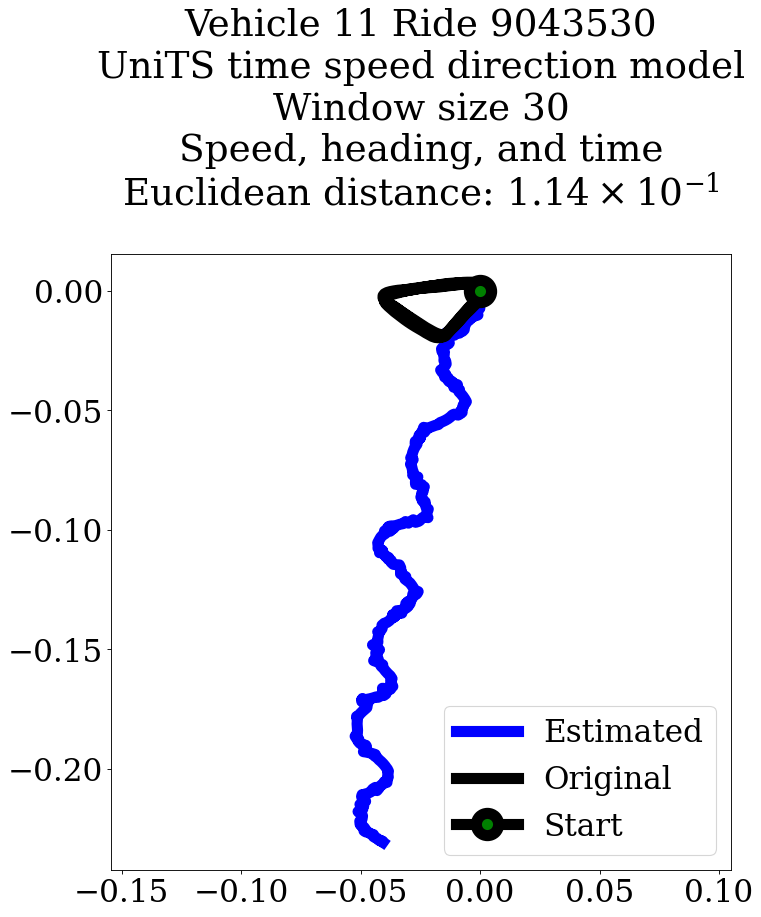 Vehicle 11 Ride 9043530
UniTS time speed direction model
Window size 30
Speed, heading, and time
Euclidean distance: 1.14 × 10⁻¹
0.00
−0.05
−0.10
−0.15
−0.20
Estimated
Original
Start
−0.15 −0.10 −0.05 0.00 0.05 0.10